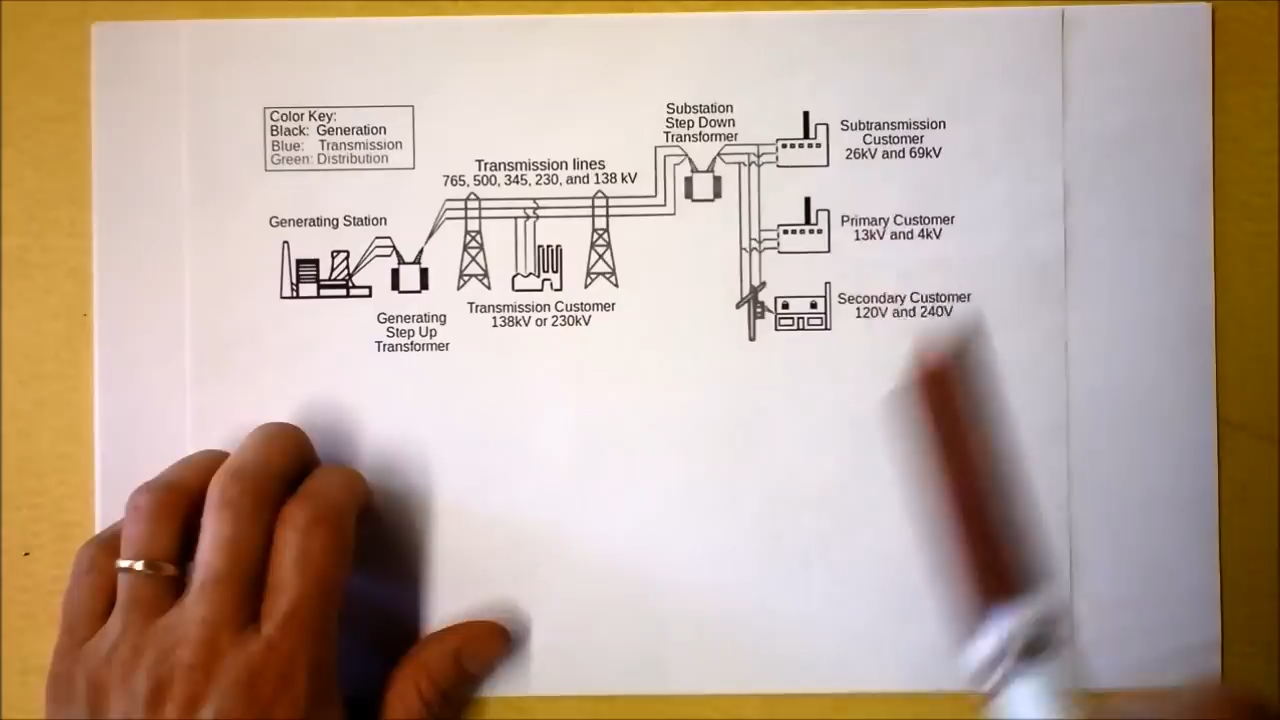 Color Key:
Black: Generation
Blue: Transmission
Green: Distribution
Substation
Step Down
Transformer
Subtransmission
Customer
26kV and 69kV
Transmission lines
765, 500, 345, 230, and 138 kV
Generating Station
Primary Customer
13kV and 4kV
Secondary Customer
120V and 240V
Transmission Customer
138kV or 230kV
Generating
Step Up
Transformer